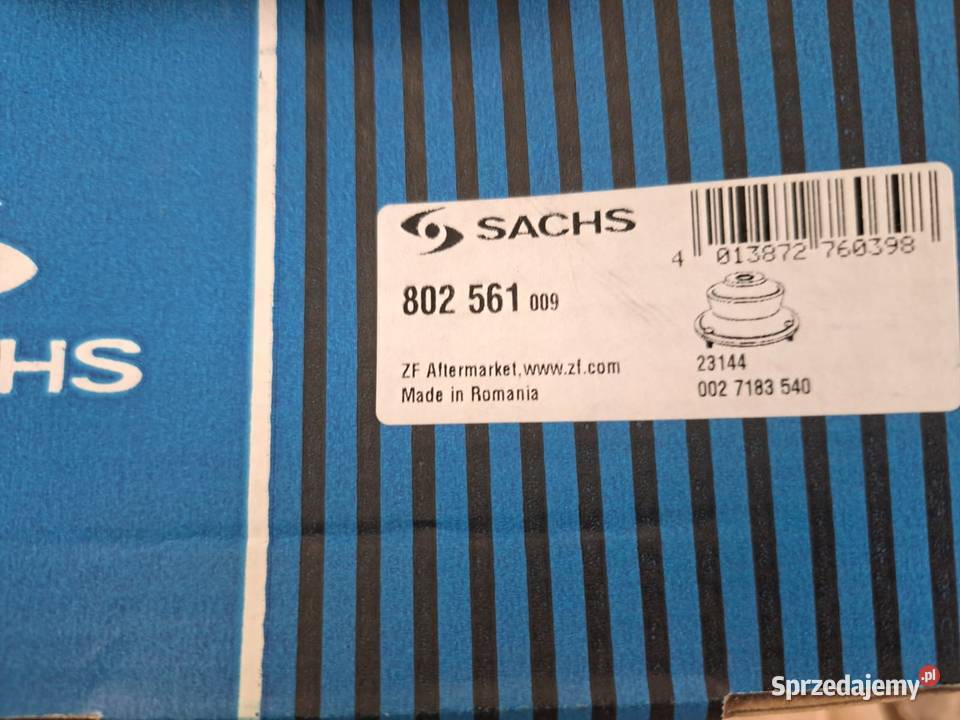 HS
SACHS
4 013872 760398
802 561 009
ZF Aftermarket,www.zf.com
Made in Romania
23144
002 7183 540
Sprzedajemy.pl